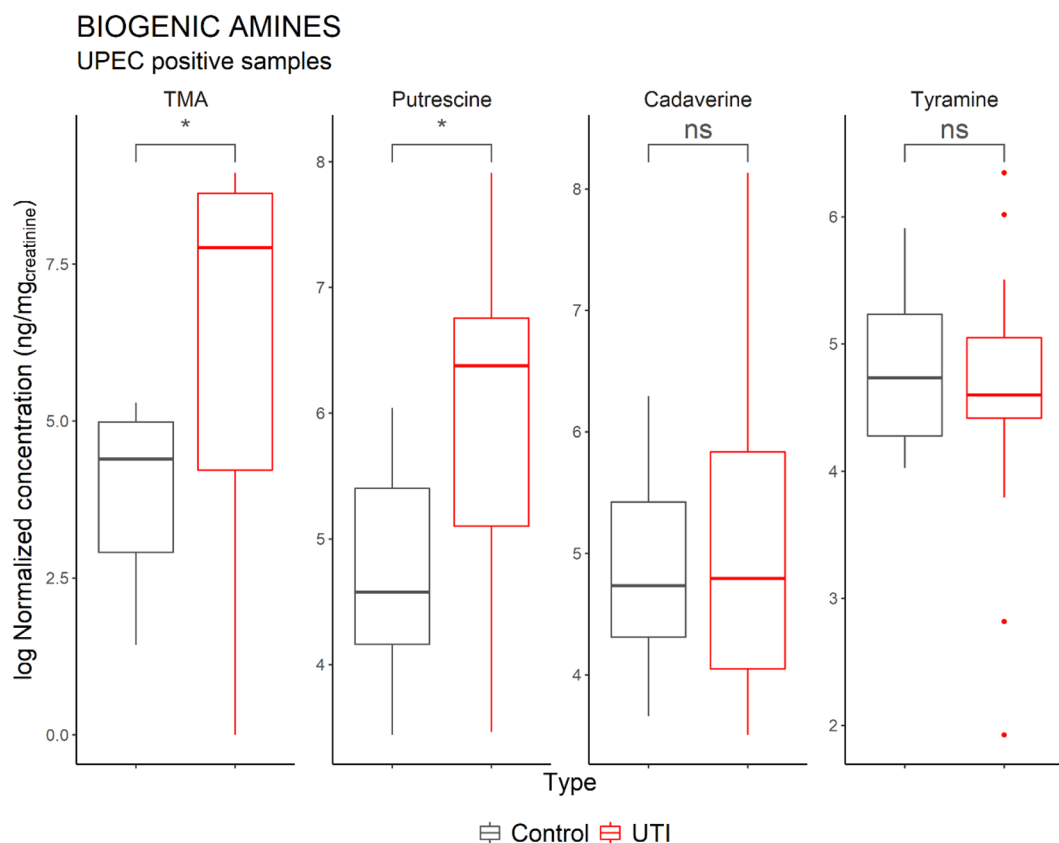 BIOGENIC AMINES
UPEC positive samples
TMA Putrescine Cadaverine Tyramine
* * ns ns
log Normalized concentration (ng/mgcreatinine)
7.5
5.0
2.5
0.0
8
7
6
5
4
8
7
6
5
4
6
5
4
3
2
Type
Control UTI